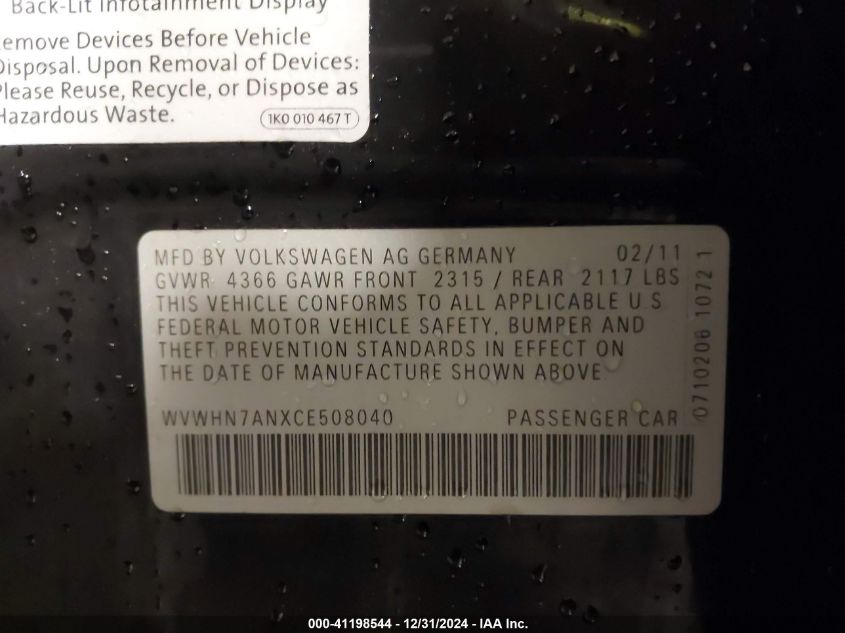 Back-Lit Infotainment Display
emove Devices Before Vehicle
Disposal. Upon Removal of Devices:
Please Reuse, Recycle, or Dispose as
Hazardous Waste.
1K0 010 467 T
MFD BY VOLKSWAGEN AG GERMANY 02/11
GVWR 4366 GAWR FRONT 2315 / REAR 2117 LBS
THIS VEHICLE CONFORMS TO ALL APPLICABLE U S
FEDERAL MOTOR VEHICLE SAFETY, BUMPER AND
THEFT PREVENTION STANDARDS IN EFFECT ON
THE DATE OF MANUFACTURE SHOWN ABOVE
WVWHN7ANXCE508040 PASSENGER CAR
0710206 1072 1
000-41198544 - 12/31/2024 - IAA Inc.